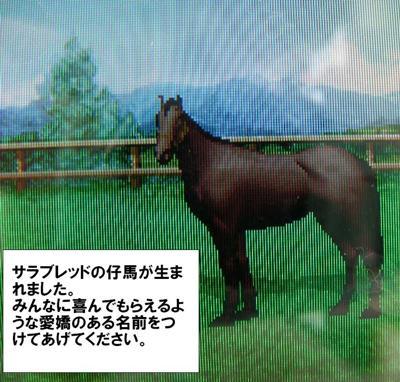 サラブレッドの仔馬が生ま
れました。
みんなに喜んでもらえるよ
うな愛嬌のある名前をつ
けてあげてください。